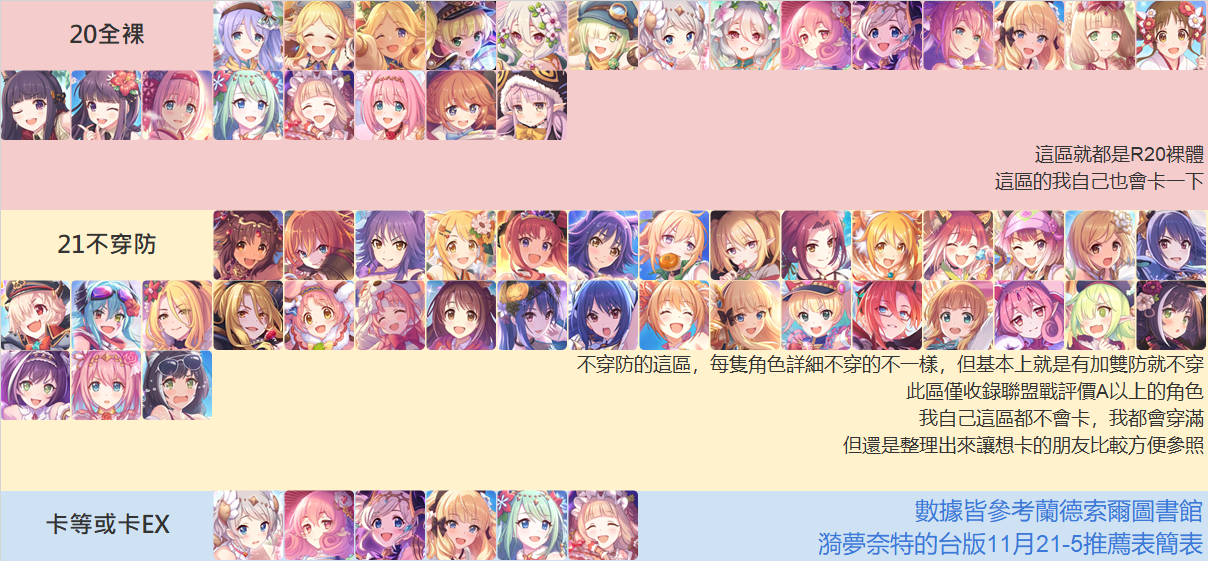 20全裸
這區就都是R20裸體
這區的我自己也會卡一下
21不穿防
不穿防的這區，每隻角色詳細不穿的不一樣，但基本上就是有加雙防就不穿
此區僅收錄聯盟戰評價A以上的角色
我自己這區都不會卡，我都會穿滿
但還是整理出來讓想卡的朋友比較方便參照
卡等或卡EX
數據皆參考蘭德索爾圖書館
漪夢奈特的台版11月21-5推薦表簡表